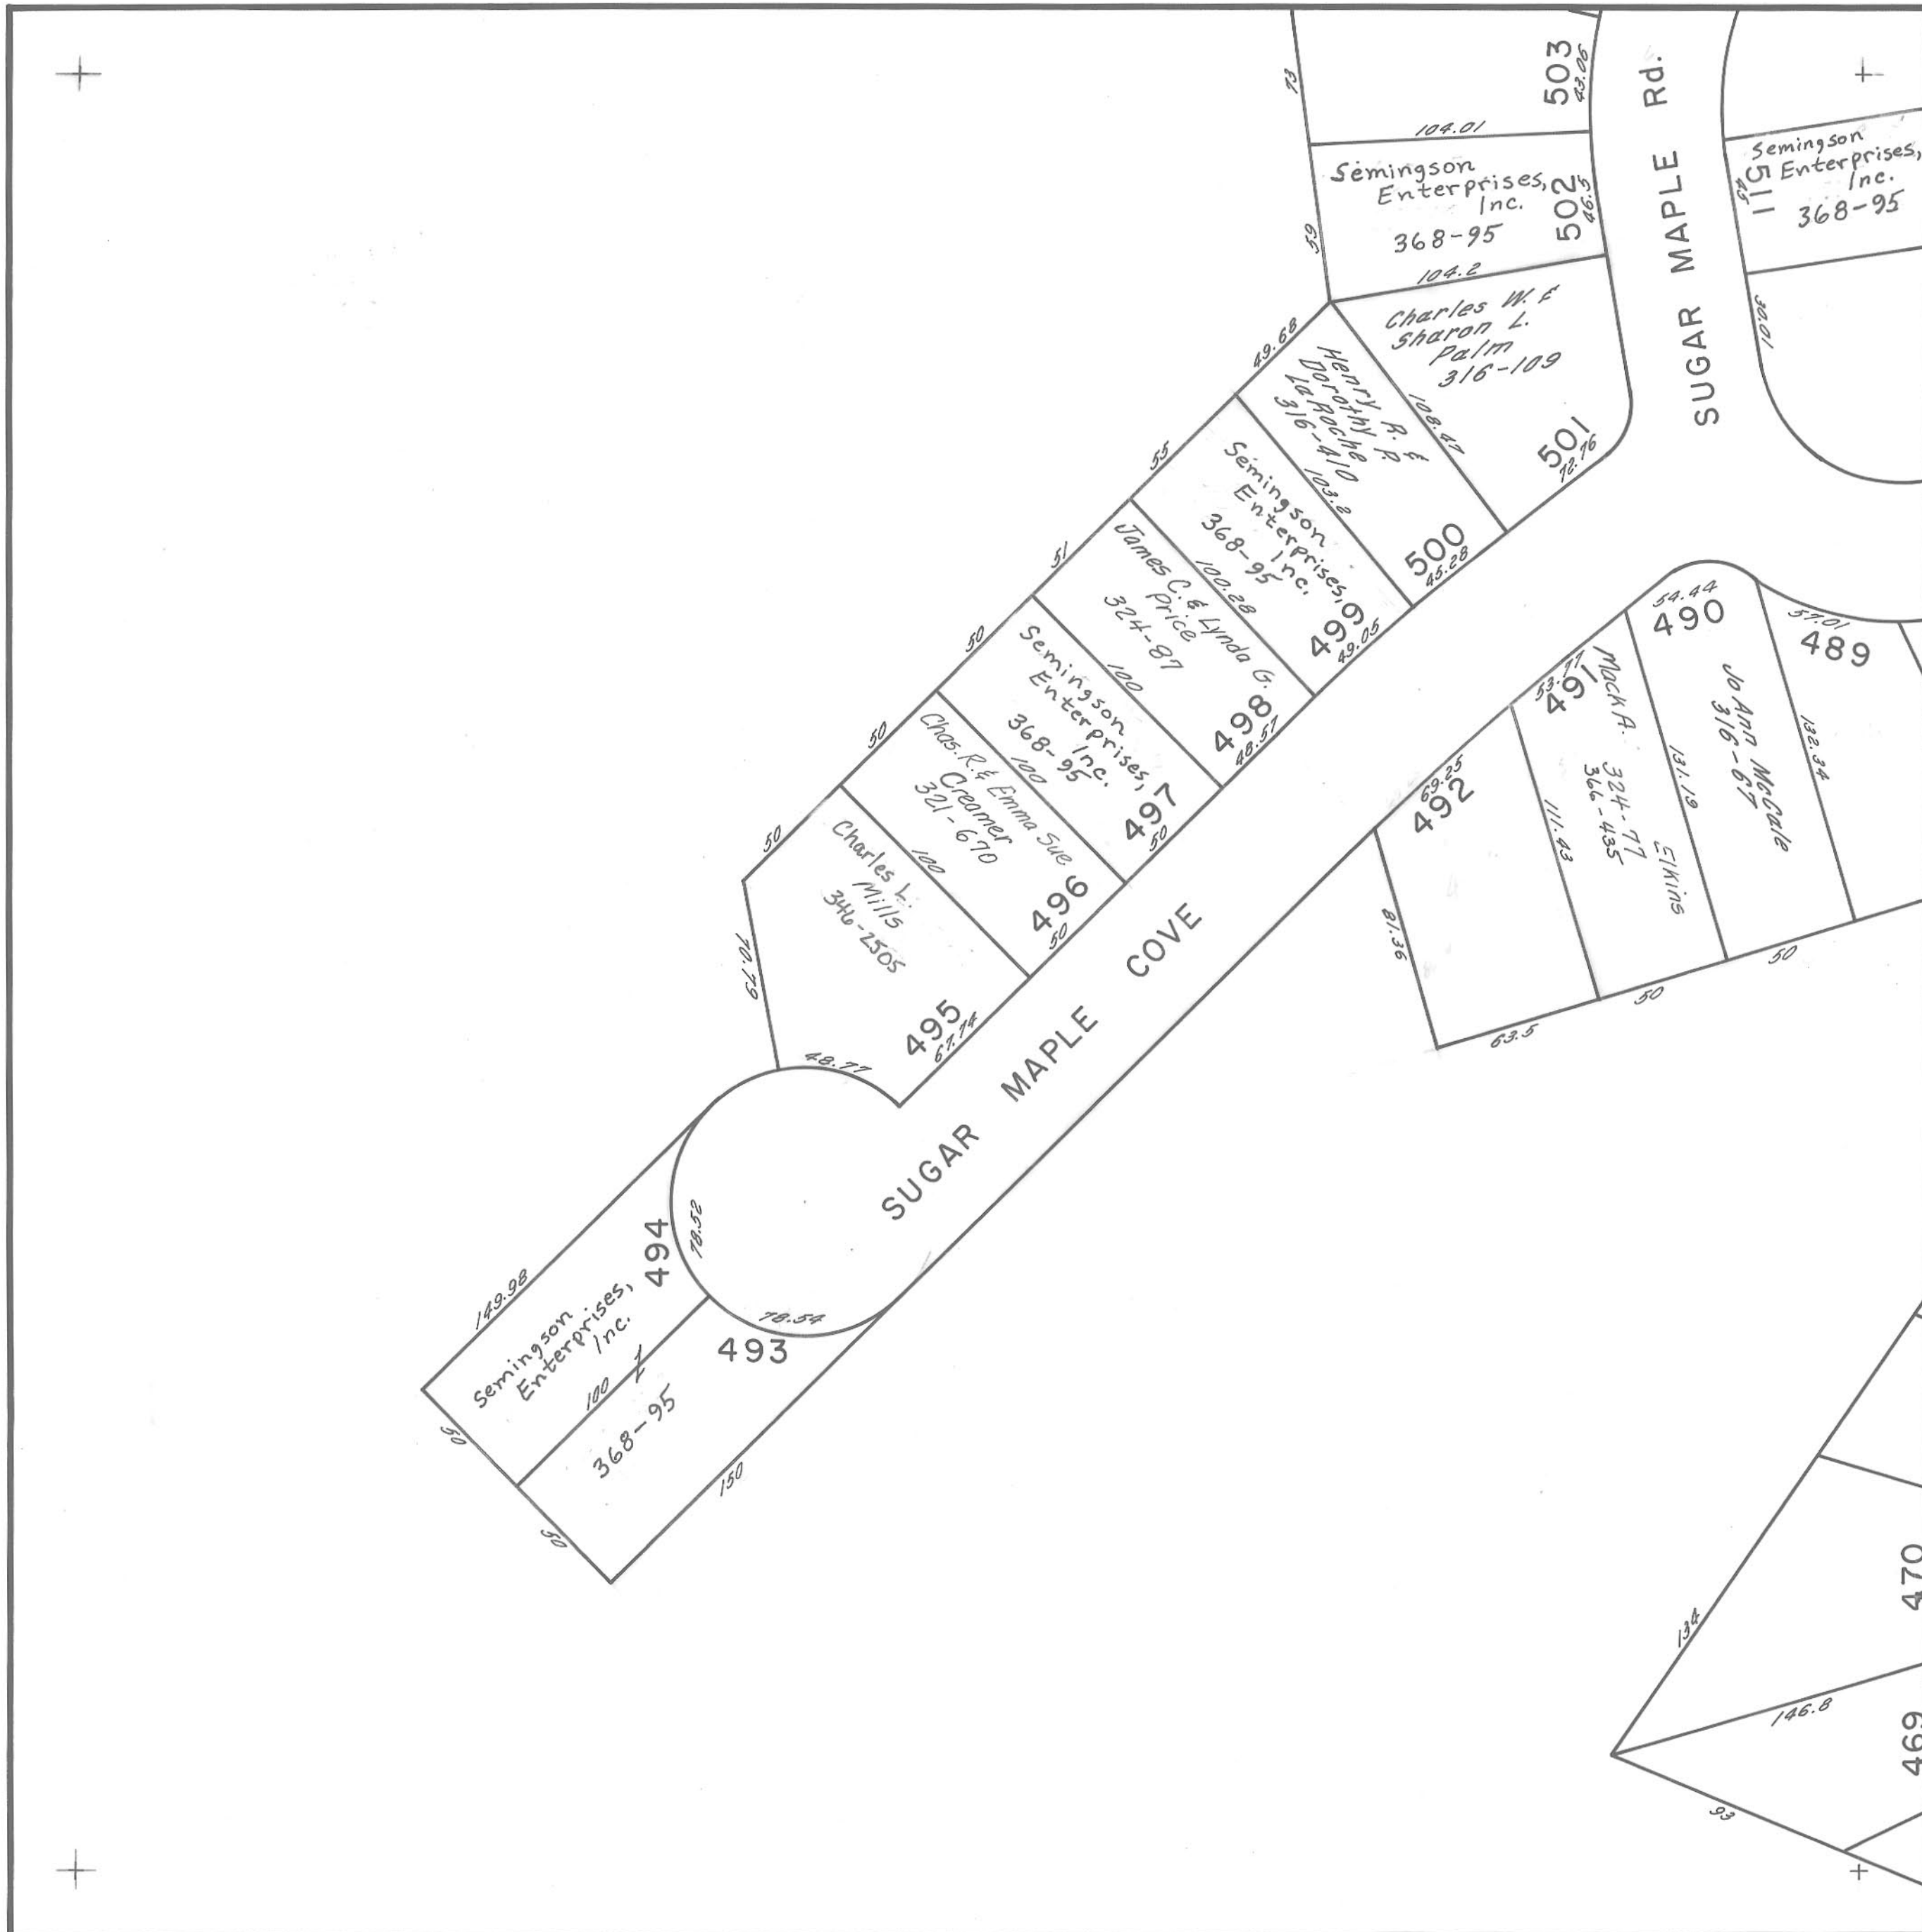 73
503
43.06
104.01
Semingson
Enterprises,
Inc.
368-95
502
59
104.2
SUGAR MAPLE Rd.
Semingson
Enterprises,
Inc.
368-95
511
45
30.01
Charles W. &
Sharon L.
Palm
316-109
501
72.76
108.47
49.68
Henry R. &
Dorothy P.
La Roche
316-410
500
45.28
103.2
55
Semingson
Enterprises,
Inc.
368-95
499
49.05
100.28
51
James C. & Lynda G.
Price
324-87
498
48.57
100
50
Semingson
Enterprises,
Inc.
368-95
497
50
100
50
Chas. R. & Emma Sue
Creamer
321-670
496
50
100
50
Charles L.
Mills
346-2505
495
67.74
70.79
48.77
SUGAR MAPLE COVE
54.44
490
JoAnn McCale
316-67
57.01
489
132.34
53.77
491
Mack A. Elkins
324-77
366-435
131.19
69.25
492
111.43
81.36
63.5
50
50
494
78.52
149.98
Semingson
Enterprises,
Inc.
368-95
100
50
493
78.54
150
50
470
134
146.8
469
93